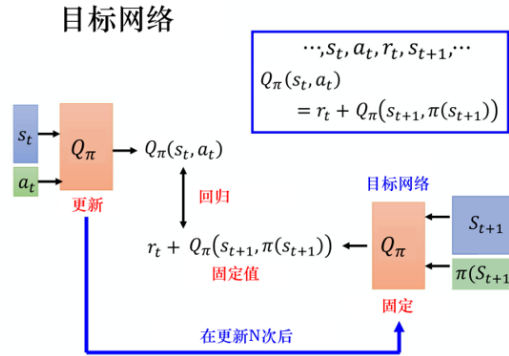 目标网络
…,s_t, a_t, r_t, s_{t+1},…
Q_π(s_t, a_t)
= r_t + Q_π(s_{t+1}, π(s_{t+1}))
s_t
a_t
Q_π
更新
Q_π(s_t, a_t)
回归
r_t + Q_π(s_{t+1}, π(s_{t+1}))
固定值
目标网络
Q_π
固定
S_{t+1}
π(S_{t+1}
在更新N次后